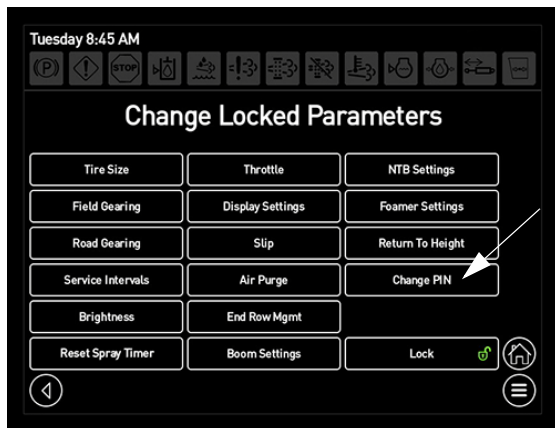 Tuesday 8:45 AM
(P) STOP
Change Locked Parameters
Tire Size Throttle NTB Settings
Field Gearing Display Settings Foamer Settings
Road Gearing Slip Return To Height
Service Intervals Air Purge Change PIN
Brightness End Row Mgmt
Reset Spray Timer Boom Settings Lock